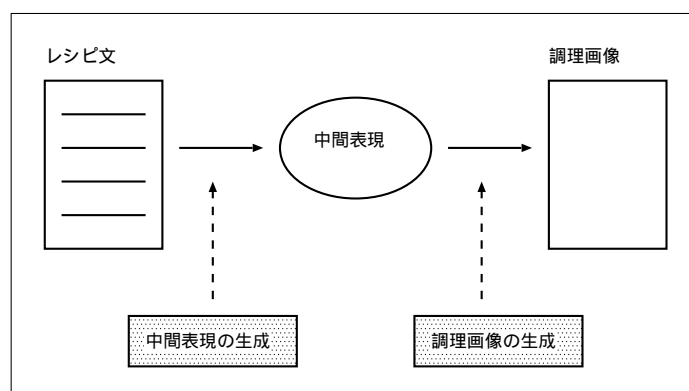 レシピ文
調理画像
中間表現
中間表現の生成
調理画像の生成